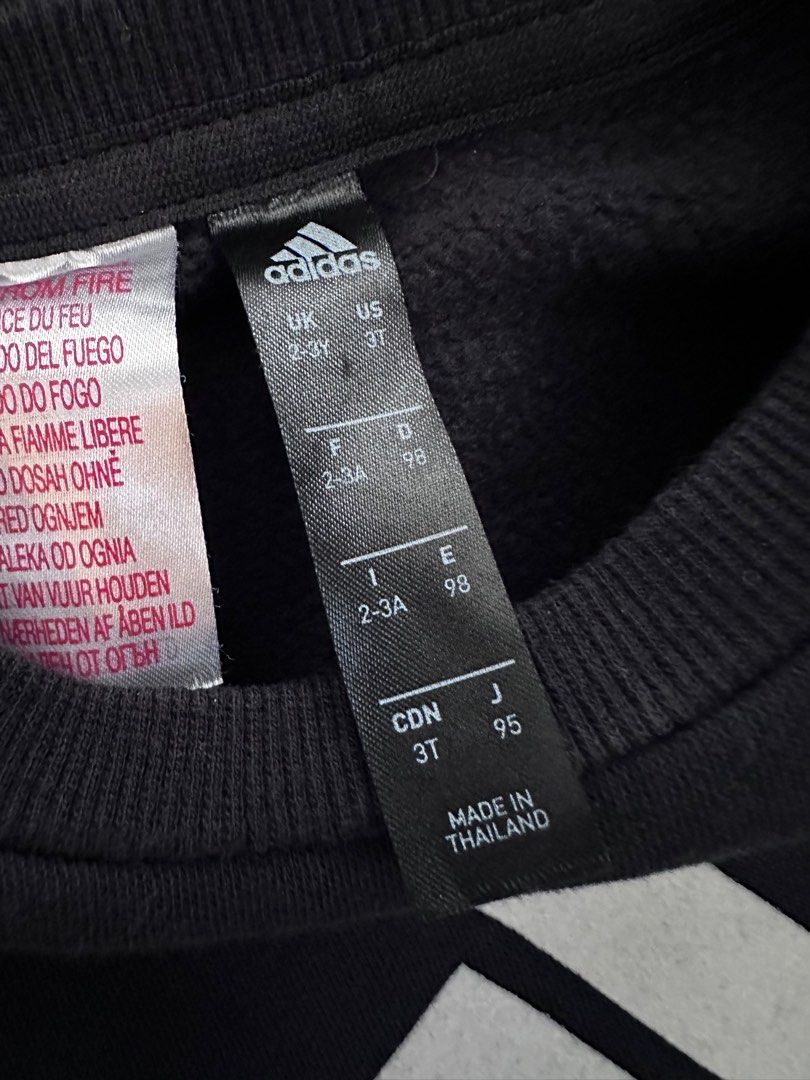 ROM FIRE
CE DU FEU
DO DEL FUEGO
DO DO FOGO
A FIAMME LIBERE
DOSAH OHNĚ
RED OGNJEM
ALEKA OD OGNIA
T VAN VUUR HOUDEN
NÆRHEDEN AF ÅBEN ILD
ОТ ОГЪН
adidas
UK US
2-3Y 3T
F D
2-3A 98
I E
2-3A 98
CDN J
3T 95
MADE IN
THAILAND